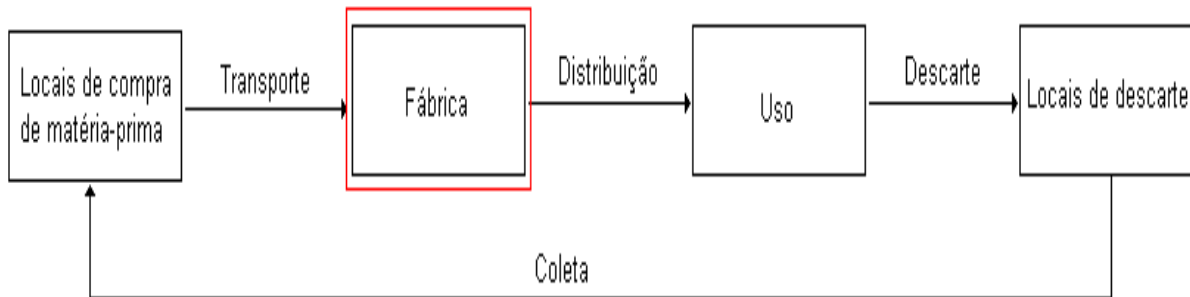 Locais de compra
de matéria-prima
Transporte
Fábrica
Distribuição
Uso
Descarte
Locais de descarte
Coleta